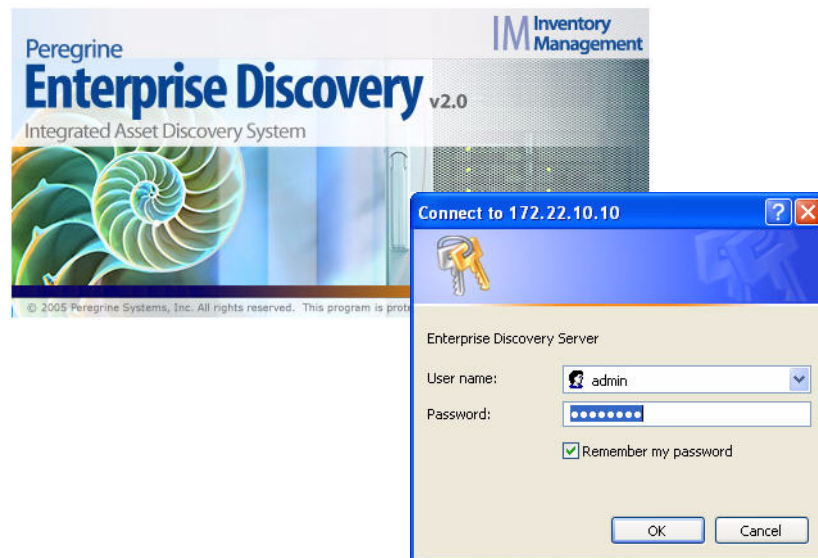 Peregrine
IM Inventory Management
Enterprise Discovery v2.0
Integrated Asset Discovery System
© 2005 Peregrine Systems, Inc. All rights reserved. This program is
Connect to 172.22.10.10
Enterprise Discovery Server
User name:
admin
Password:
Remember my password
OK
Cancel